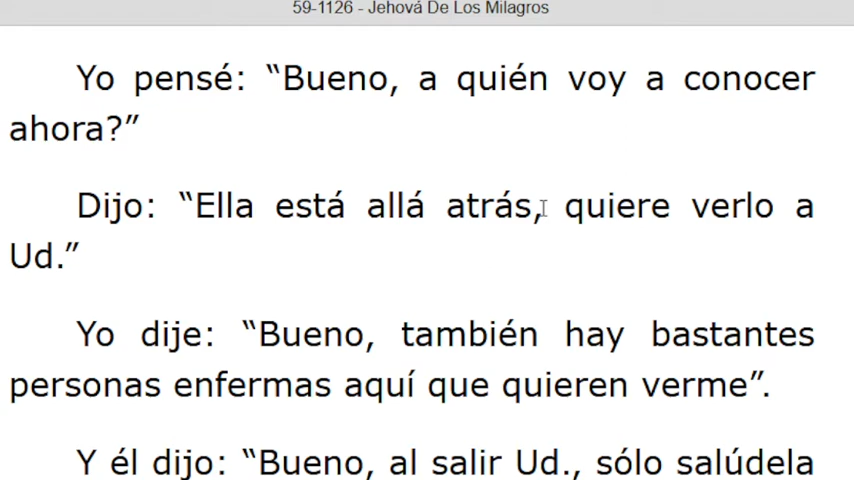 59-1126 - Jehová De Los Milagros
Yo pensé: “Bueno, a quién voy a conocer
ahora?”
Dijo: “Ella está allá atrás, quiere verlo a
Ud.”
Yo dije: “Bueno, también hay bastantes
personas enfermas aquí que quieren verme”.
Y él dijo: “Bueno, al salir Ud., sólo salúdela